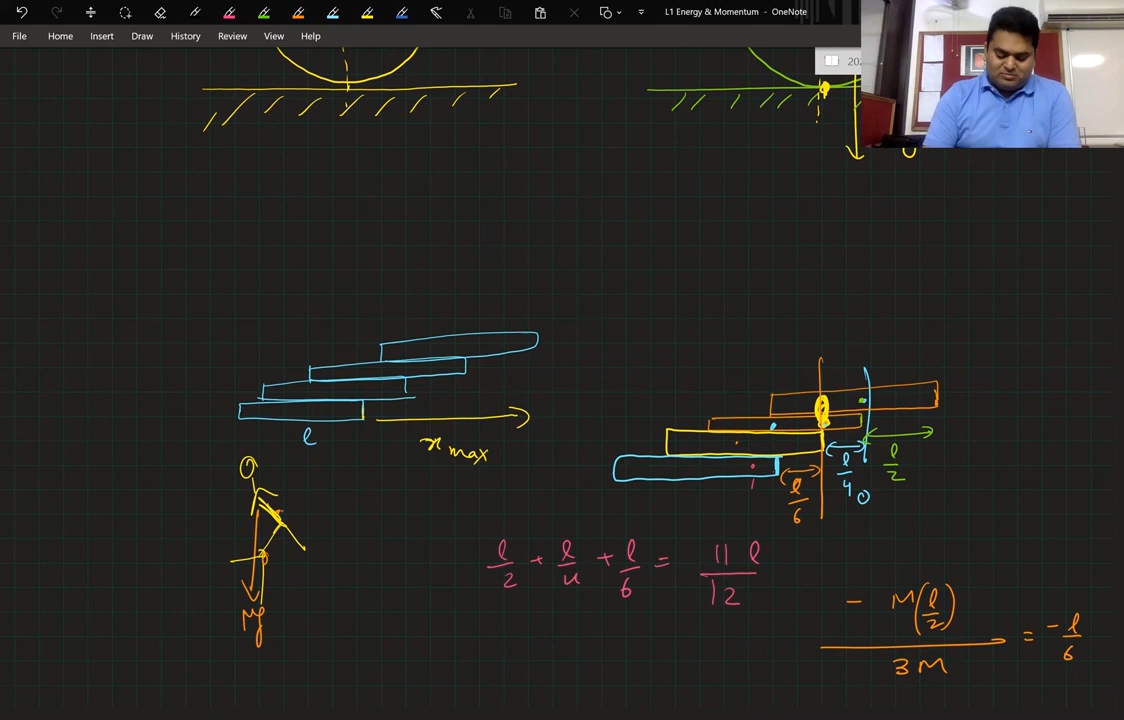 L1 Energy & Momentum - OneNote
File Home Insert Draw History Review View Help
202
l
x max
l/2
l/4
l/6
O
Mg
l/2 + l/4 + l/6 = 11 l/12
- M(l/2) / 3M = -l/6